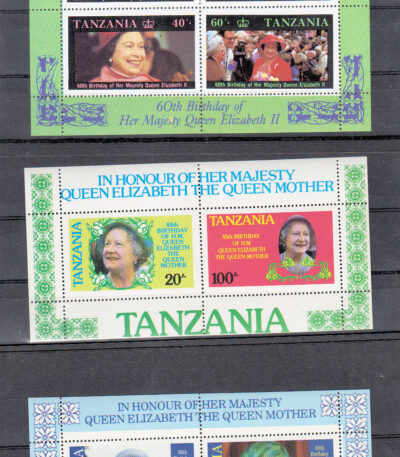 TANZANIA 40/- 60/- TANZANIA
60th Birthday of Her Majesty Queen Elizabeth II 60th Birthday of Her Majesty Queen Elizabeth II
60th Birthday of
Her Majesty Queen Elizabeth II
IN HONOUR OF HER MAJESTY
QUEEN ELIZABETH THE QUEEN MOTHER
TANZANIA
85th
BIRTHDAY
OF H.M.
QUEEN
ELIZABETH
THE
QUEEN
MOTHER
20/-
TANZANIA
85th BIRTHDAY
OF H.M.
QUEEN
ELIZABETH
THE QUEEN
MOTHER
100/-
TANZANIA
IN HONOUR OF HER MAJESTY
QUEEN ELIZABETH THE QUEEN MOTHER
85th
85th